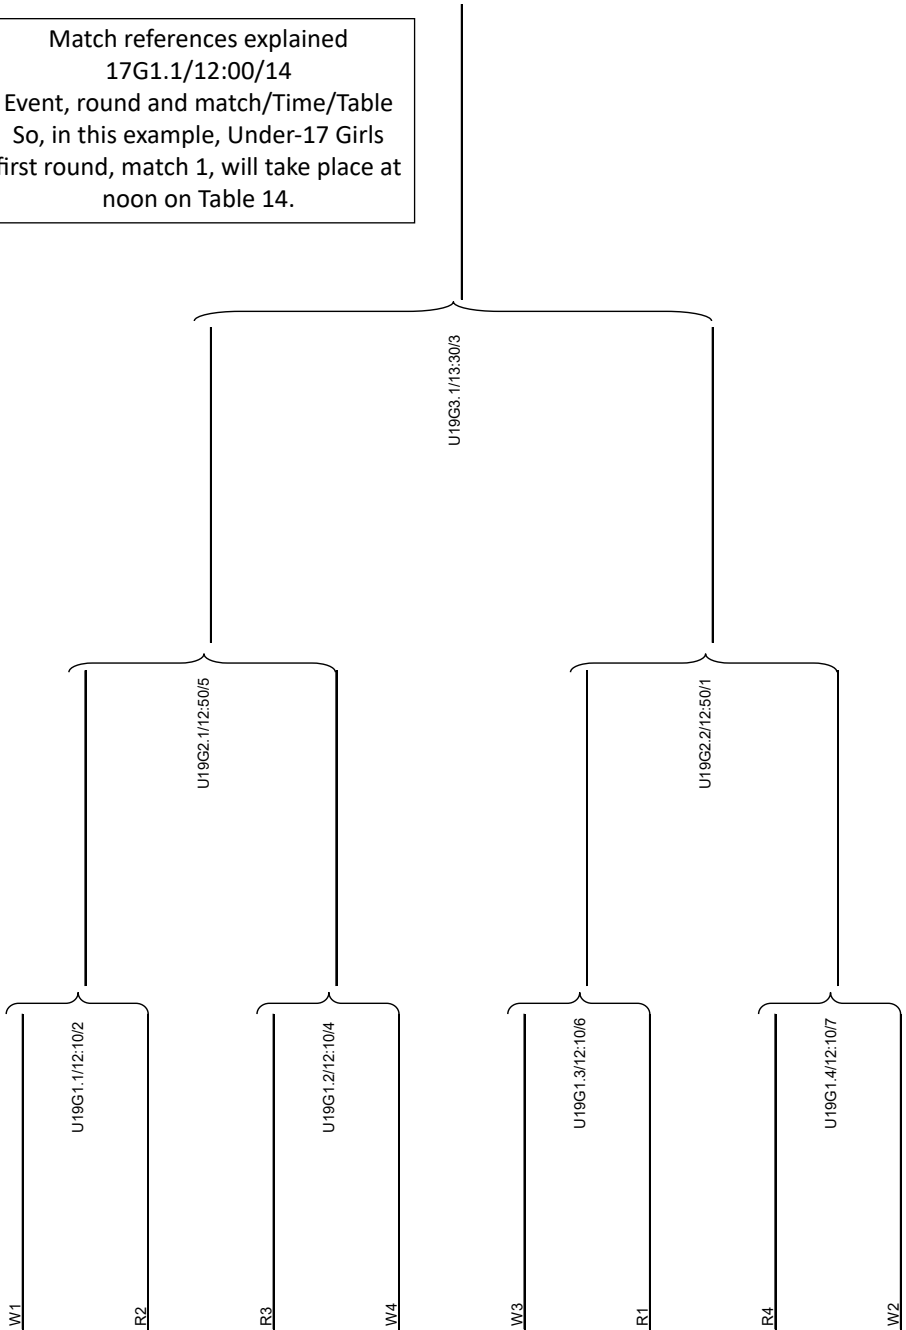 Match references explained
17G1.1/12:00/14
Event, round and match/Time/Table
So, in this example, Under-17 Girls
first round, match 1, will take place at
noon on Table 14.
U19G3.1/13:30/3
U19G2.1/12:50/5
U19G2.2/12:50/1
U19G1.1/12:10/2
U19G1.2/12:10/4
U19G1.3/12:10/6
U19G1.4/12:10/7
W1
R2
R3
W4
W3
R1
R4
W2